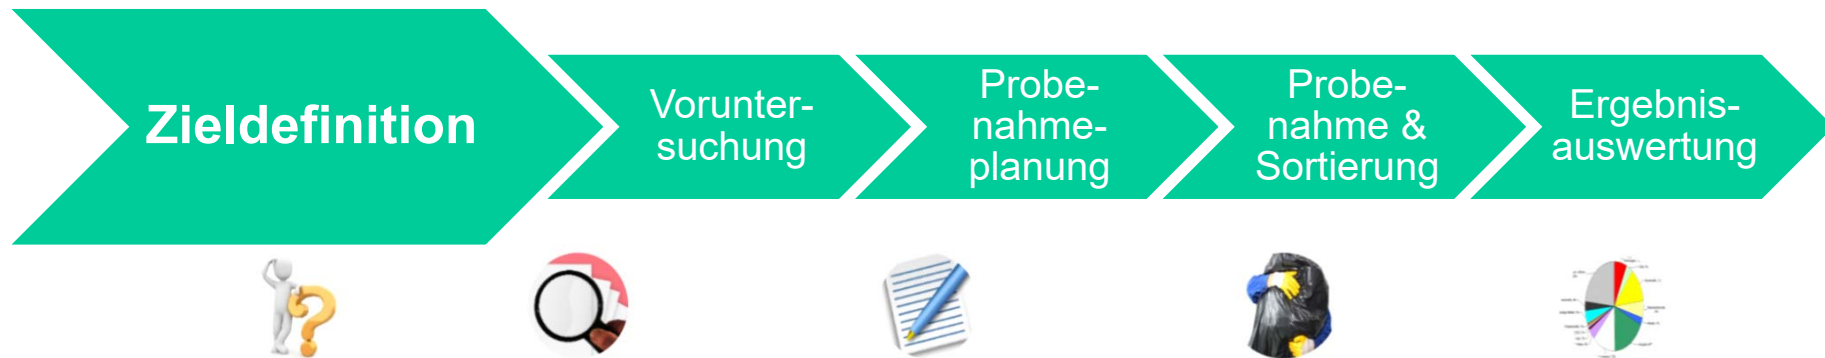 Zieldefinition
Vorunter-
suchung
Probe-
nahme-
planung
Probe-
nahme &
Sortierung
Ergebnis-
auswertung